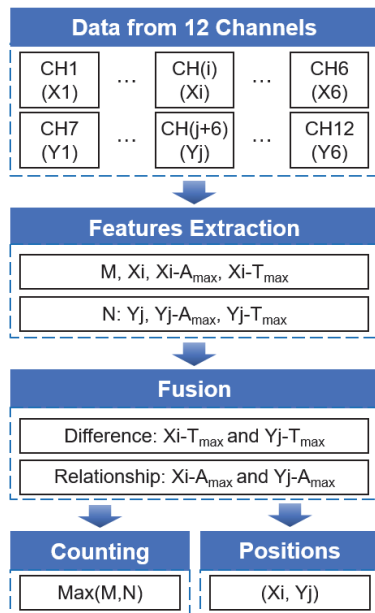 Data from 12 Channels
CH1 ... CH(i) ... CH6
(X1) (Xi) (X6)
CH7 ... CH(j+6) ... CH12
(Y1) (Yj) (Y6)
Features Extraction
M, Xi, Xi-Amax, Xi-Tmax
N: Yj, Yj-Amax, Yj-Tmax
Fusion
Difference: Xi-Tmax and Yj-Tmax
Relationship: Xi-Amax and Yj-Amax
Counting Positions
Max(M,N) (Xi, Yj)